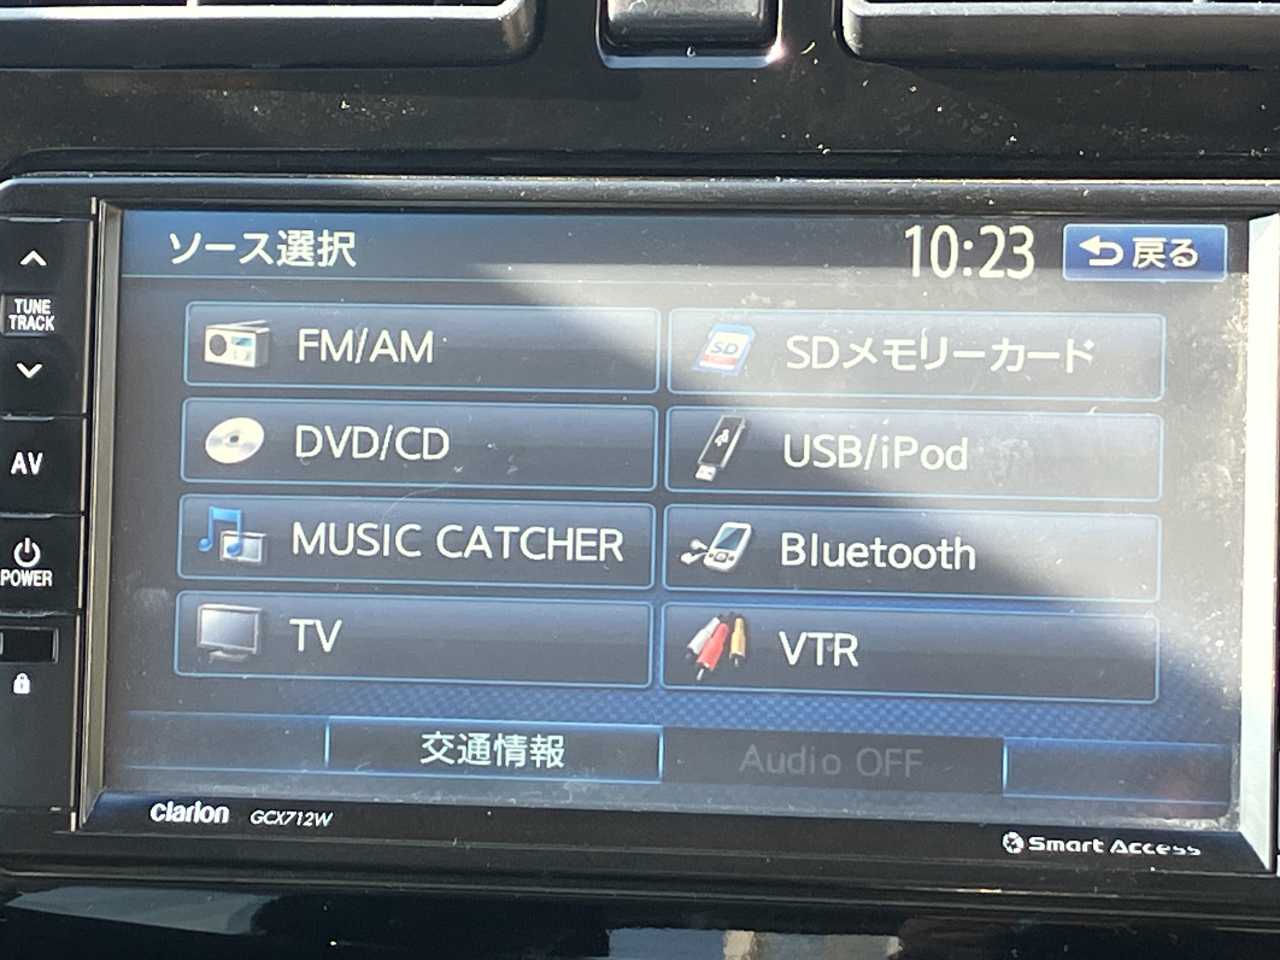 ソース選択
10:23
戻る
TUNE
TRACK
AV
POWER
FM/AM
SDメモリーカード
SD
DVD/CD
USB/iPod
MUSIC CATCHER
Bluetooth
TV
VTR
交通情報
Audio OFF
clarion
GCX712W
Smart Access